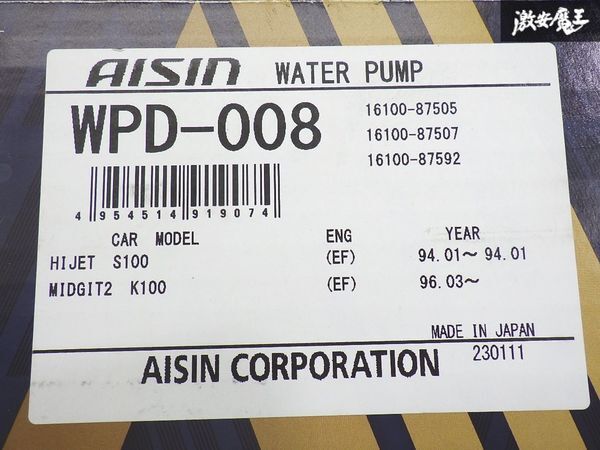 激安魔王
AISIN WATER PUMP
WPD-008
16100-87505
16100-87507
16100-87592
4 954514 919074
CAR MODEL ENG YEAR
HIJET S100 (EF) 94.01～ 94.01
MIDGIT2 K100 (EF) 96.03～
MADE IN JAPAN
230111
AISIN CORPORATION